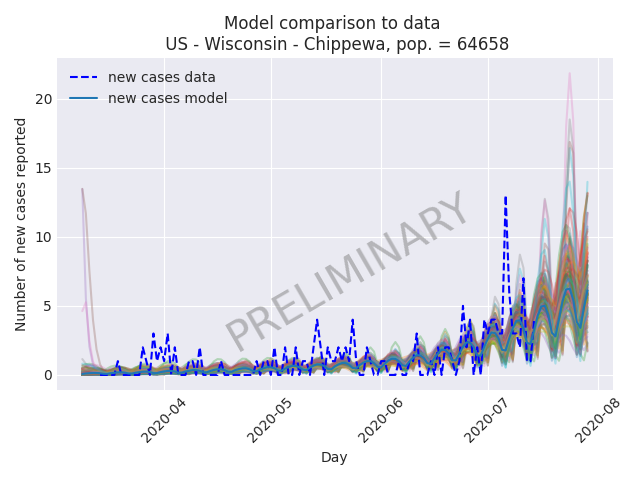 Model comparison to data
US - Wisconsin - Chippewa, pop. = 64658
new cases data
new cases model
Number of new cases reported
20
15
10
5
0
PRELIMINARY
2020-04
2020-05
2020-06
2020-07
2020-08
Day